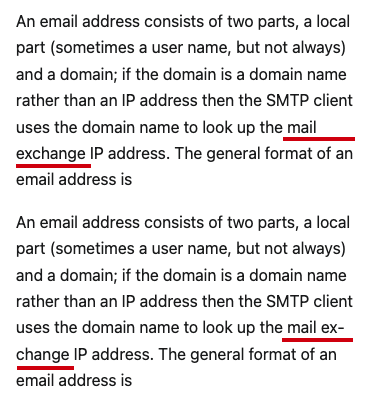 An email address consists of two parts, a local
part (sometimes a user name, but not always)
and a domain; if the domain is a domain name
rather than an IP address then the SMTP client
uses the domain name to look up the mail
exchange IP address. The general format of an
email address is
An email address consists of two parts, a local
part (sometimes a user name, but not always)
and a domain; if the domain is a domain name
rather than an IP address then the SMTP client
uses the domain name to look up the mail ex-
change IP address. The general format of an
email address is